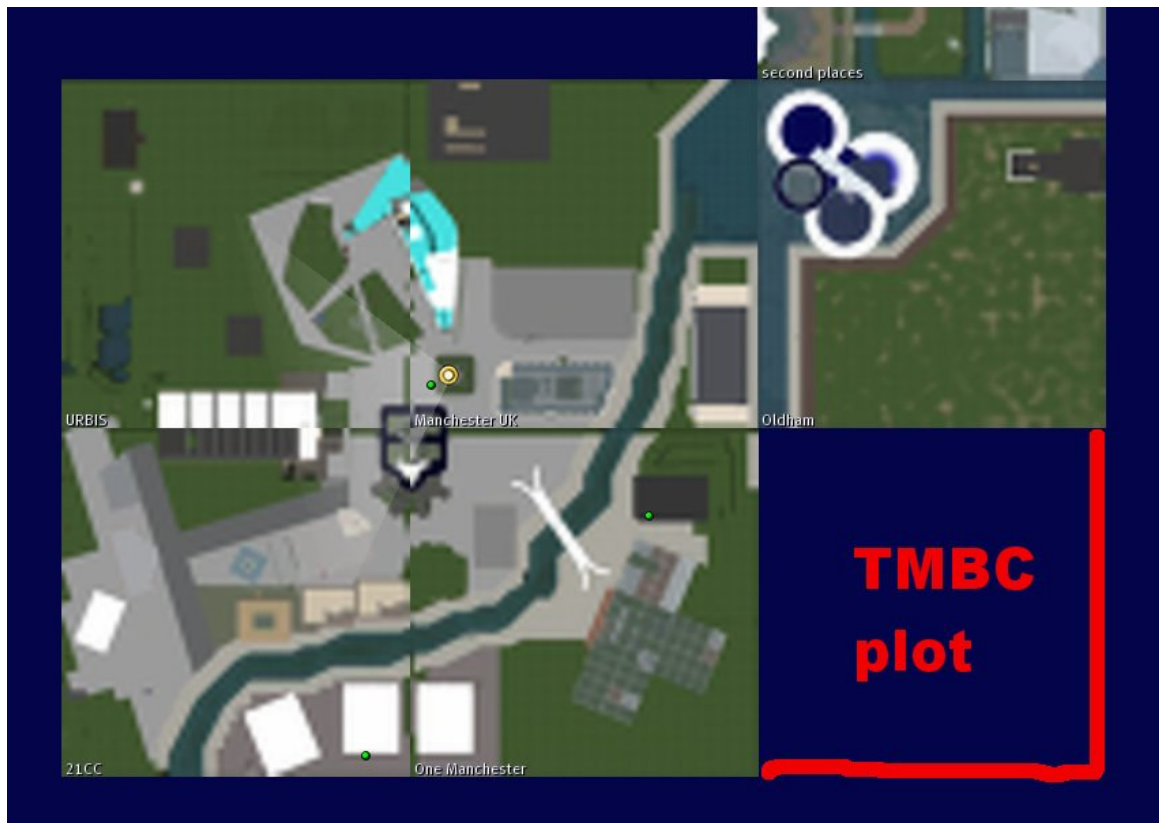 second places
URBIS
Manchester UK
Oldham
TMBC
plot
21CC
One Manchester